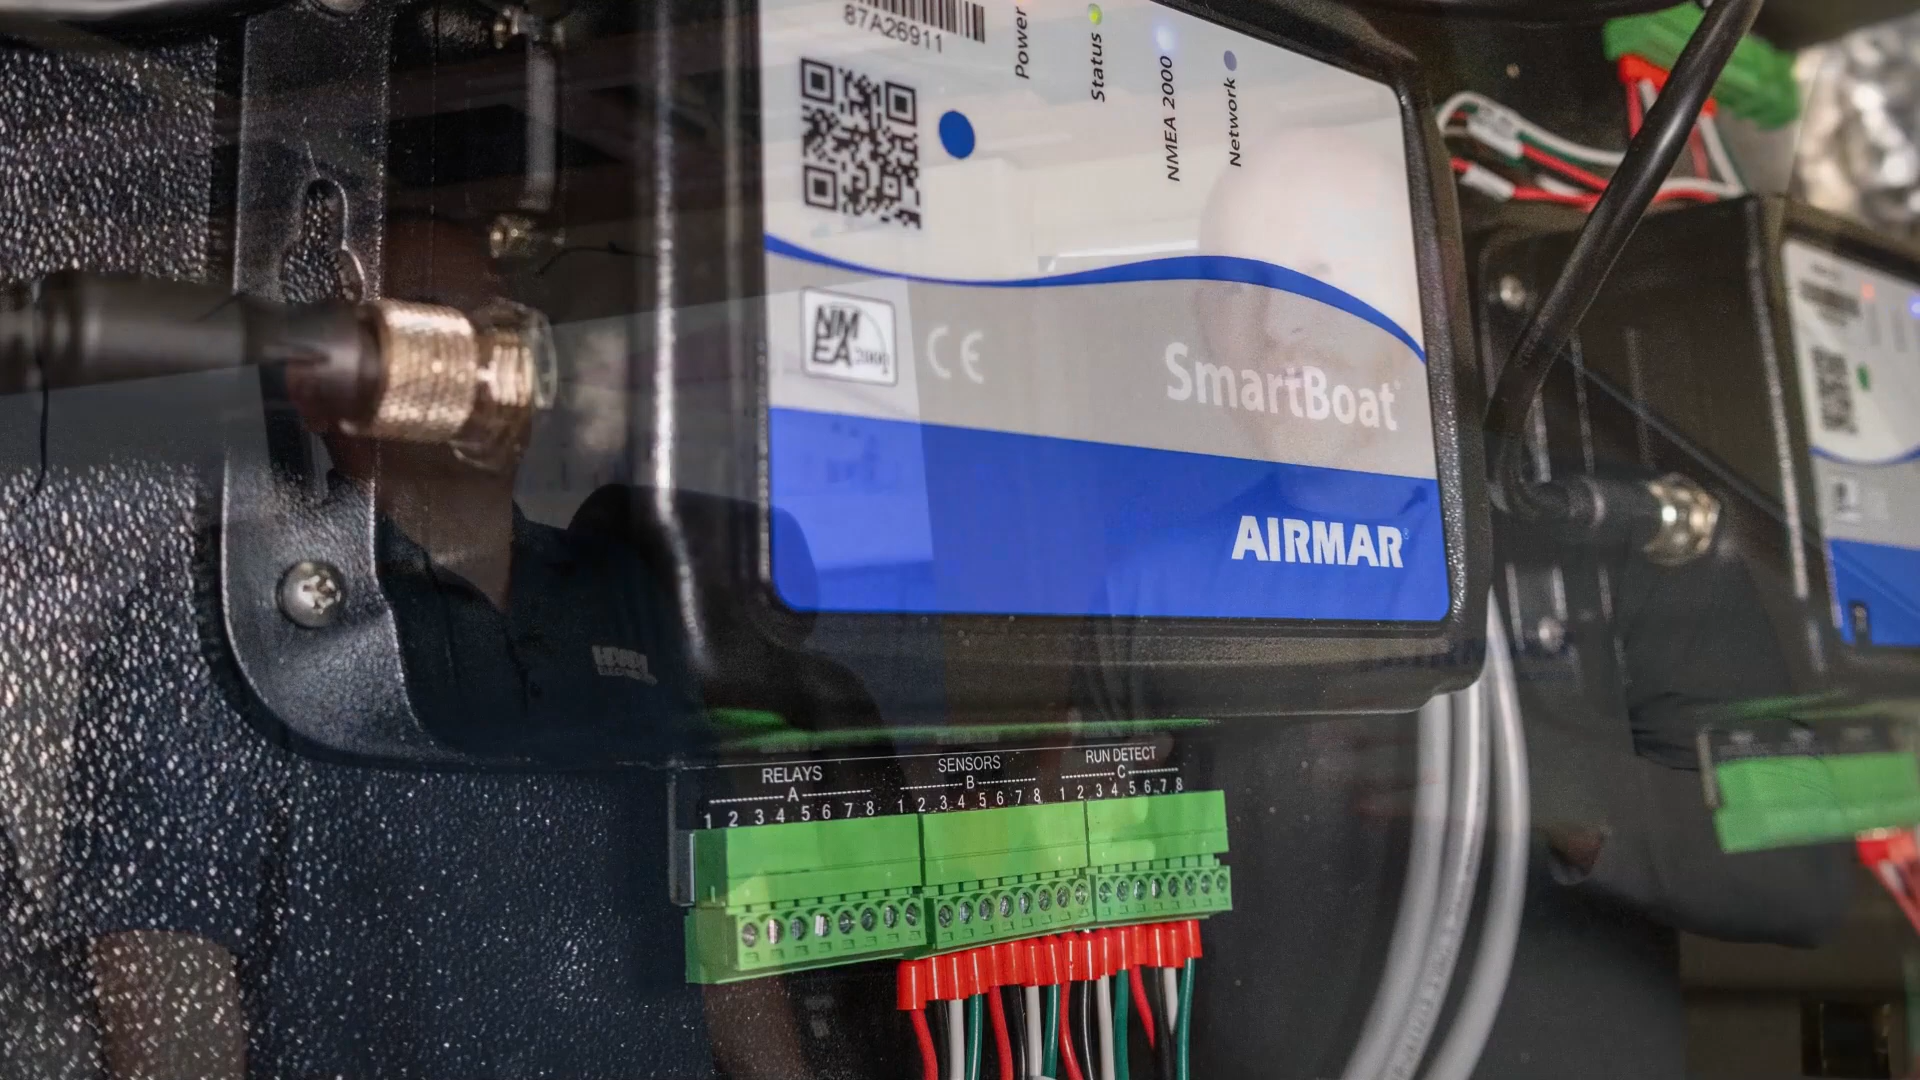 87A26911
Power
Status
NMEA 2000
Network
NM
EA 2000
CE
SmartBoat
AIRMAR
RELAYS
SENSORS
RUN DETECT
A
B
C
1 2 3 4 5 6 7 8
1 2 3 4 5 6 7 8
1 2 3 4 5 6 7 8